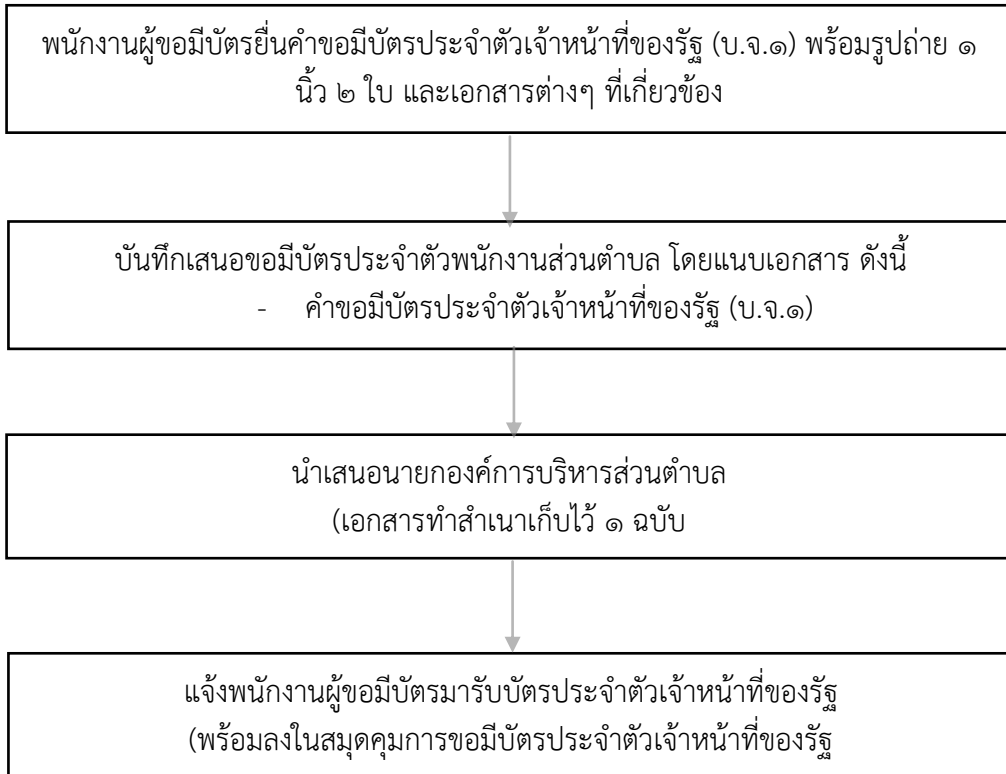 พนักงานผู้ขอมีบัตรยื่นคำขอมีบัตรประจำตัวเจ้าหน้าที่ของรัฐ (บ.จ.๑) พร้อมรูปถ่าย ๑
นิ้ว ๒ ใบ และเอกสารต่างๆ ที่เกี่ยวข้อง
บันทึกเสนอขอมีบัตรประจำตัวพนักงานส่วนตำบล โดยแนบเอกสาร ดังนี้
- คำขอมีบัตรประจำตัวเจ้าหน้าที่ของรัฐ (บ.จ.๑)
นำเสนอนายกองค์การบริหารส่วนตำบล
(เอกสารทำสำเนาเก็บไว้ ๑ ฉบับ
แจ้งพนักงานผู้ขอมีบัตรมารับบัตรประจำตัวเจ้าหน้าที่ของรัฐ
(พร้อมลงในสมุดคุมการขอมีบัตรประจำตัวเจ้าหน้าที่ของรัฐ